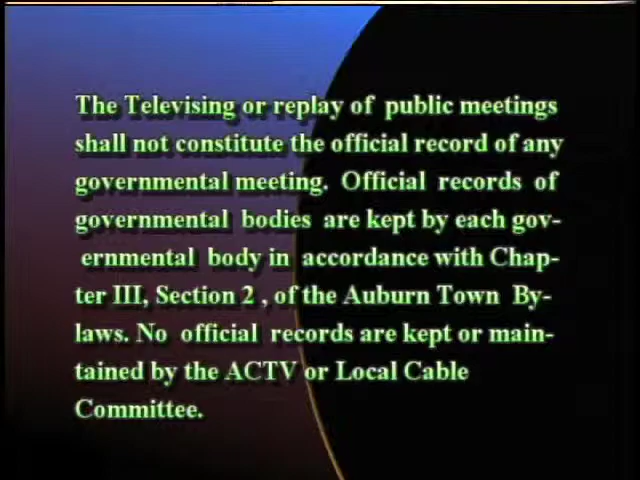 The Televising or replay of public meetings
shall not constitute the official record of any
governmental meeting. Official records of
governmental bodies are kept by each gov-
ernmental body in accordance with Chap-
ter III, Section 2 , of the Auburn Town By-
laws. No official records are kept or main-
tained by the ACTV or Local Cable
Committee.